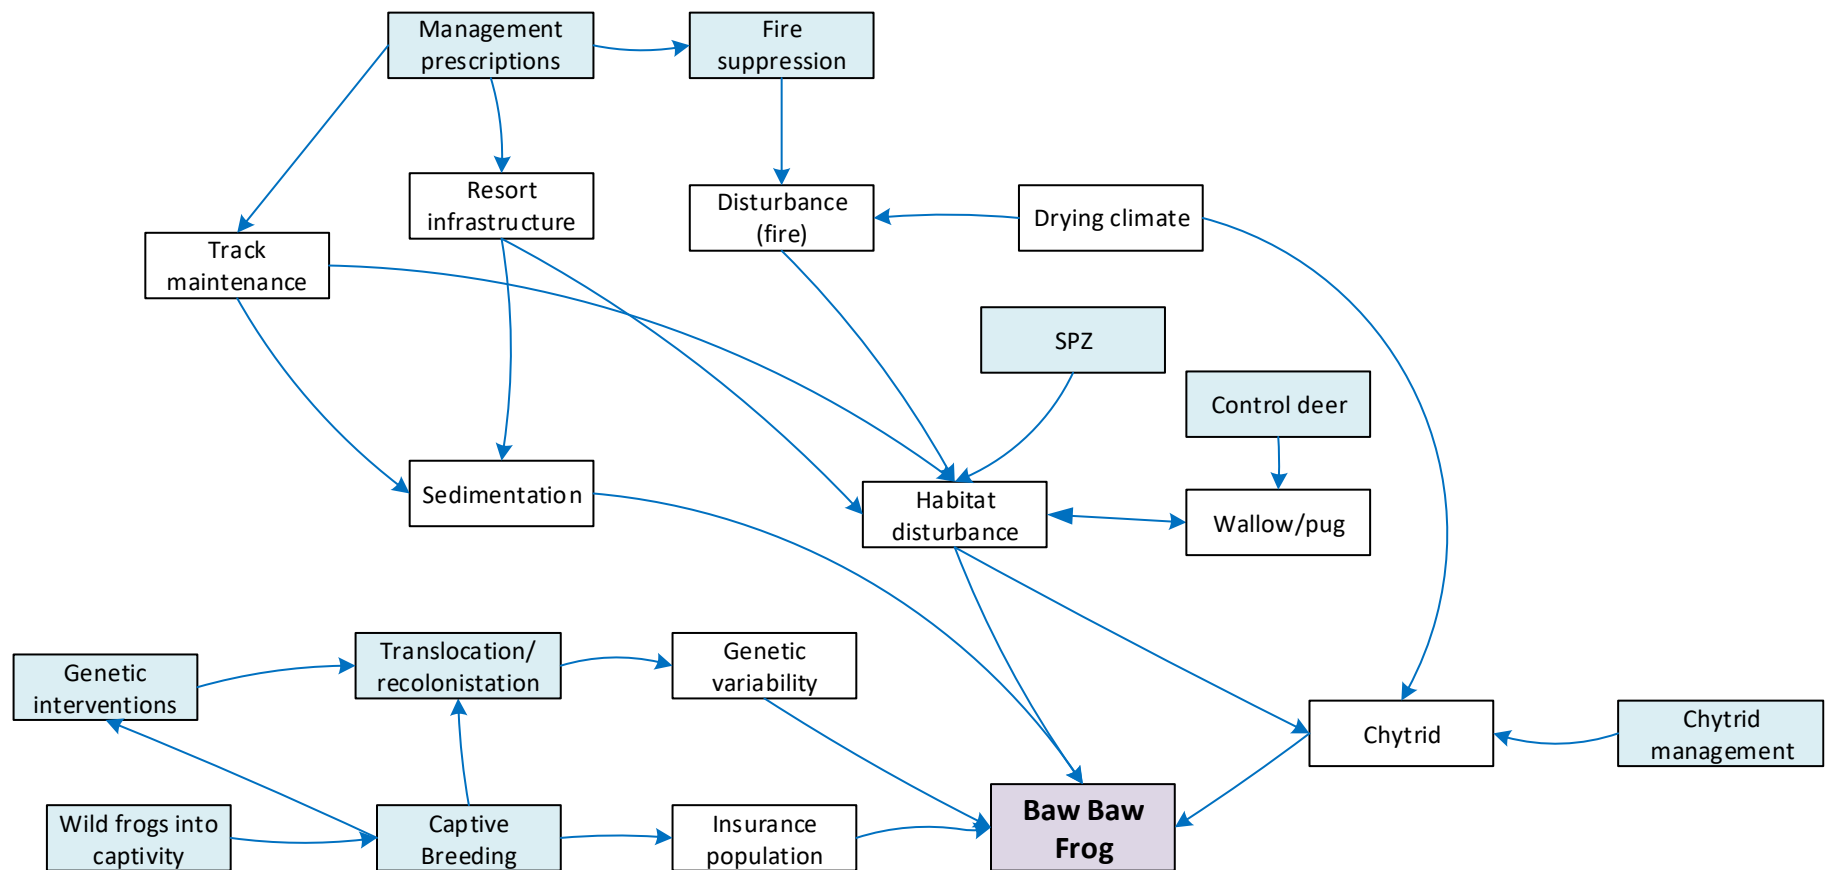 Management
prescriptions
Fire
suppression
Resort
infrastructure
Disturbance
(fire)
Drying climate
Track
maintenance
SPZ
Control deer
Sedimentation
Habitat
disturbance
Wallow/pug
Genetic
interventions
Translocation/
recolonistation
Genetic
variability
Chytrid
Chytrid
management
Wild frogs into
captivity
Captive
Breeding
Insurance
population
Baw Baw
Frog